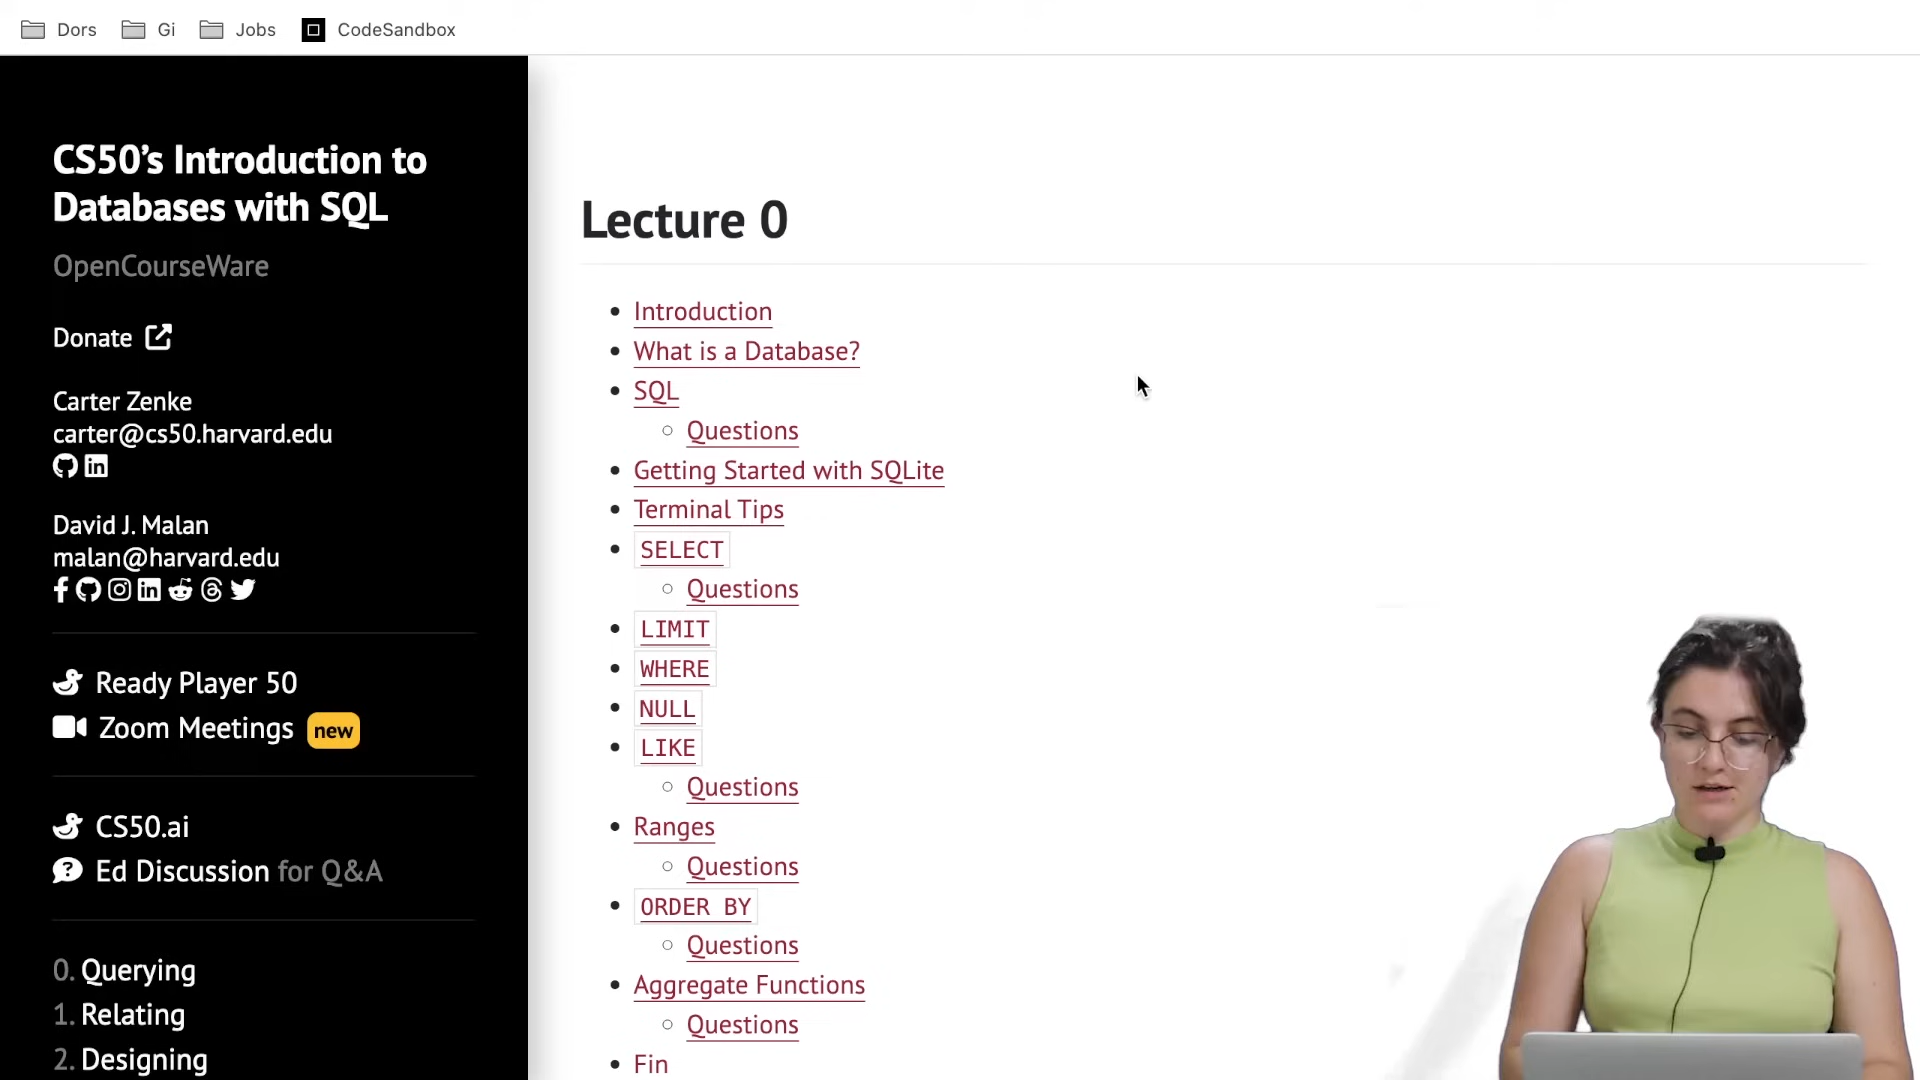 Dors Gi Jobs CodeSandbox
CS50's Introduction to
Databases with SQL
OpenCourseWare
Donate
Carter Zenke
carter@cs50.harvard.edu
David J. Malan
malan@harvard.edu
Ready Player 50
Zoom Meetings new
CS50.ai
Ed Discussion for Q&A
0. Querying
1. Relating
2. Designing
Lecture 0
Introduction
What is a Database?
SQL
Questions
Getting Started with SQLite
Terminal Tips
SELECT
Questions
LIMIT
WHERE
NULL
LIKE
Questions
Ranges
Questions
ORDER BY
Questions
Aggregate Functions
Questions
Fin